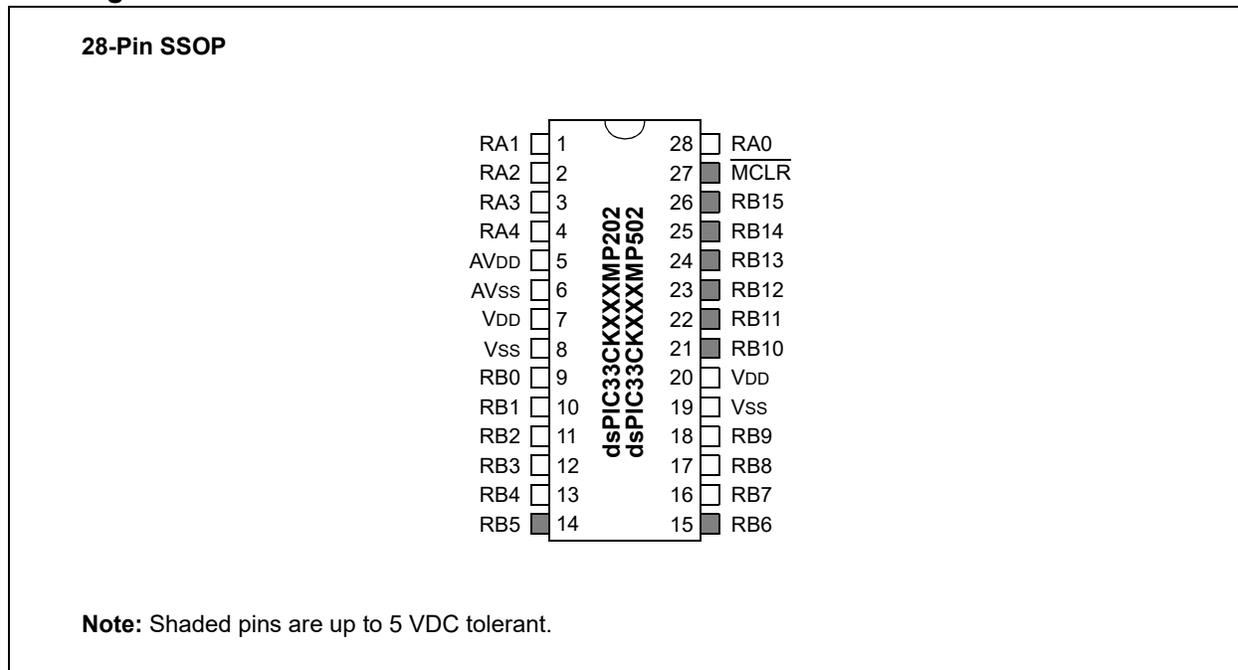 28-Pin SSOP
RA1 1 28 RA0
RA2 2 27 MCLR
RA3 3 26 RB15
RA4 4 25 RB14
AVDD 5 24 RB13
AVSS 6 23 RB12
VDD 7 22 RB11
VSS 8 21 RB10
RB0 9 20 VDD
RB1 10 19 VSS
RB2 11 18 RB9
RB3 12 17 RB8
RB4 13 16 RB7
RB5 14 15 RB6
dsPIC33CKXXXMP202
dsPIC33CKXXXMP502
Note: Shaded pins are up to 5 VDC tolerant.